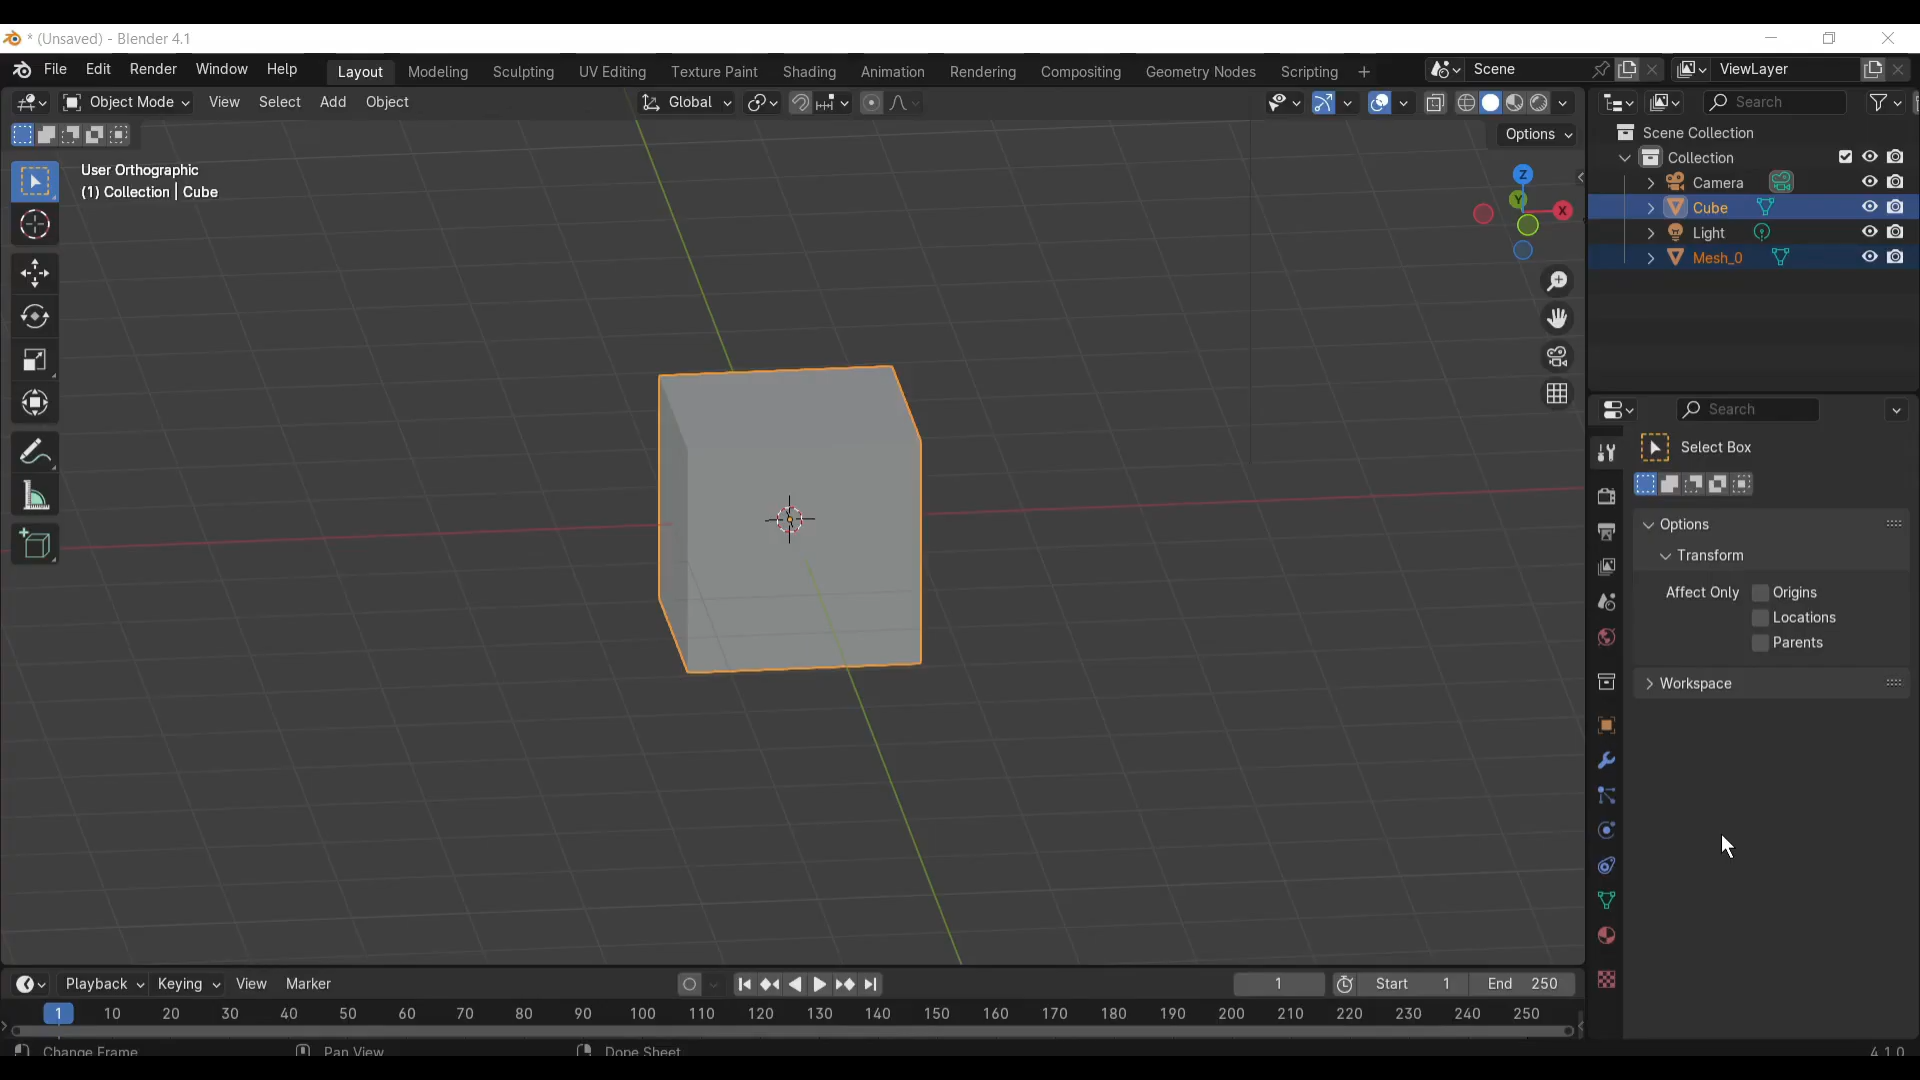 * (Unsaved) - Blender 4.1
File Edit Render Window Help Layout Modeling Sculpting UV Editing Texture Paint Shading Animation Rendering Compositing Geometry Nodes Scripting + Scene ViewLayer
Object Mode View Select Add Object Global
Search
Options
User Orthographic
(1) Collection | Cube
Z
Y
X
Scene Collection
Collection
Camera
Cube
Light
Mesh_0
Search
Select Box
Options
Transform
Affect Only Origins
Locations
Parents
Workspace
Playback Keying View Marker 1 Start 1 End 250
1 10 20 30 40 50 60 70 80 90 100 110 120 130 140 150 160 170 180 190 200 210 220 230 240 250
Change Frame Pan View Dope Sheet 4.1.0